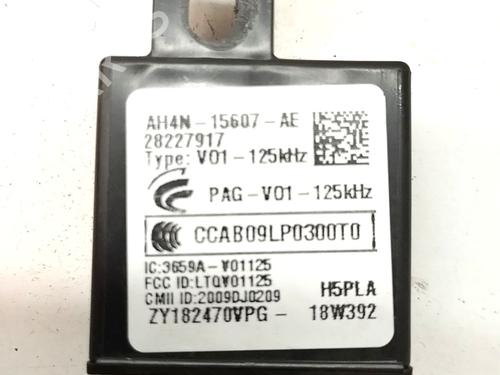 AH4N-15607-AE
28227917
Type: V01-125kHz
PAG-V01-125kHz
CCAB09LP0300T0
IC:3659A-V01125
FCC ID:LTQV01125
CMII ID:2009DJ0209
H5PLA
ZY182470VPG- 18W392